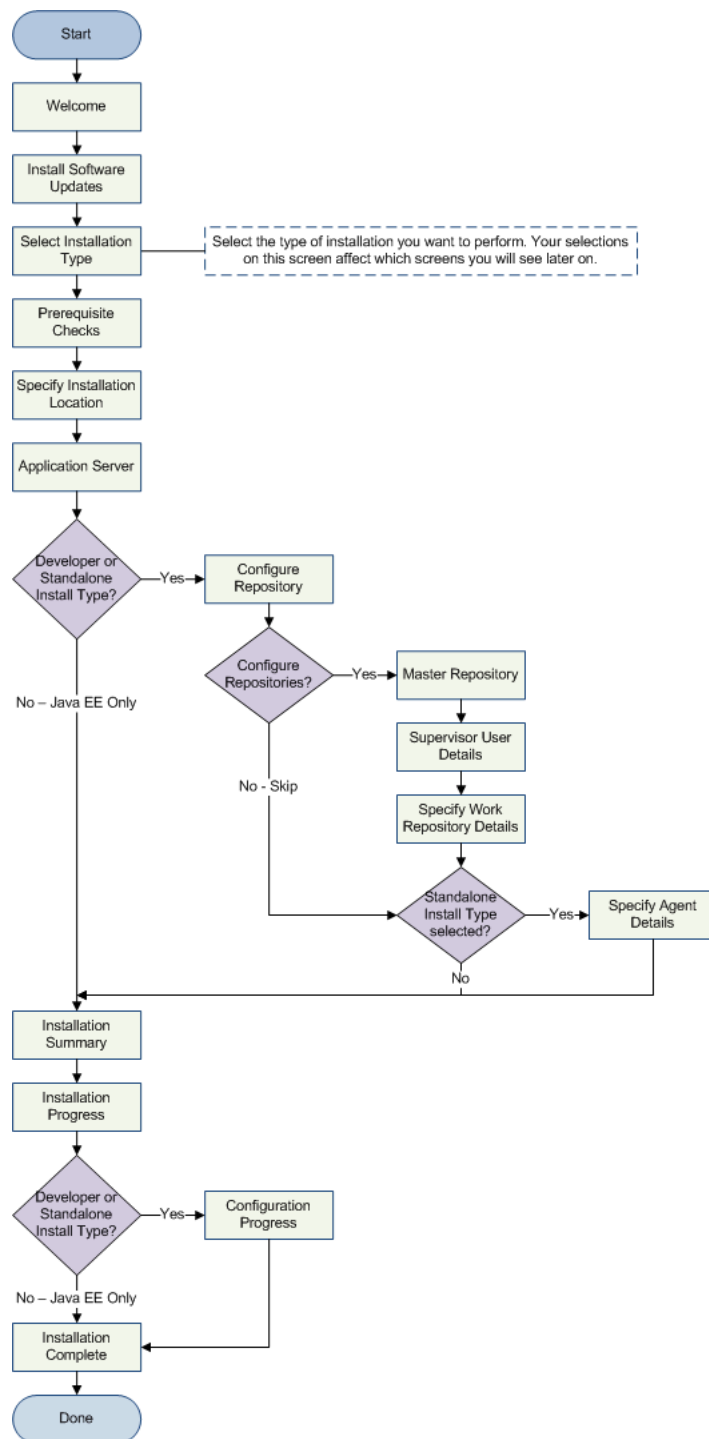 Start
Welcome
Install Software
Updates
Select Installation
Type
Select the type of installation you want to perform. Your selections
on this screen affect which screens you will see later on.
Prerequisite
Checks
Specify Installation
Location
Application Server
Developer or
Standalone
Install Type?
Yes
Configure
Repository
No – Java EE Only
Configure
Repositories?
Yes
Master Repository
Supervisor User
Details
No - Skip
Specify Work
Repository Details
Standalone
Install Type
selected?
Yes
Specify Agent
Details
No
Installation
Summary
Installation
Progress
Developer or
Standalone
Install Type?
Yes
Configuration
Progress
No – Java EE Only
Installation
Complete
Done